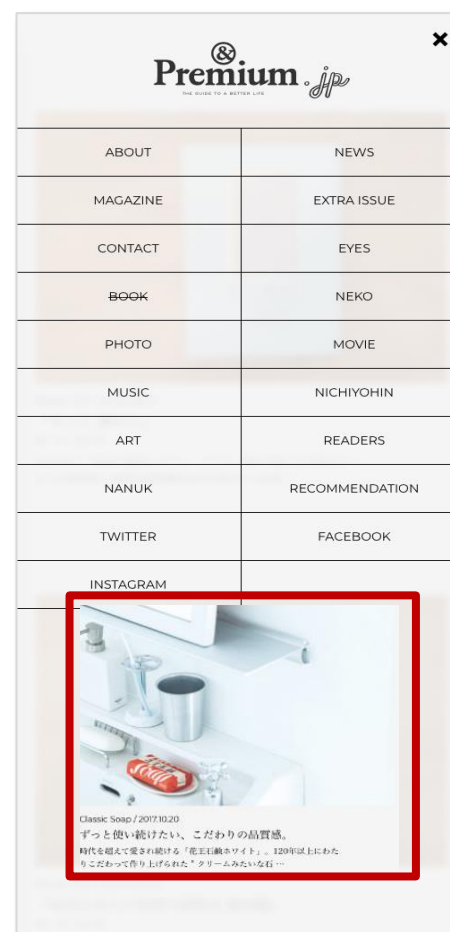 ×
&
Premium.jp
THE GUIDE TO A BETTER LIFE
ABOUT
NEWS
MAGAZINE
EXTRA ISSUE
CONTACT
EYES
BOOK
NEKO
PHOTO
MOVIE
MUSIC
NICHIYOHIN
ART
READERS
NANUK
RECOMMENDATION
TWITTER
FACEBOOK
INSTAGRAM
Soap
Classic Soap / 2017.10.20
ずっと使い続けたい、こだわりの品質感。
時代を超えて愛され続ける「花王石鹸ホワイト」。120年以上にわた
りこだわって作り上げられた“クリームみたいな石…